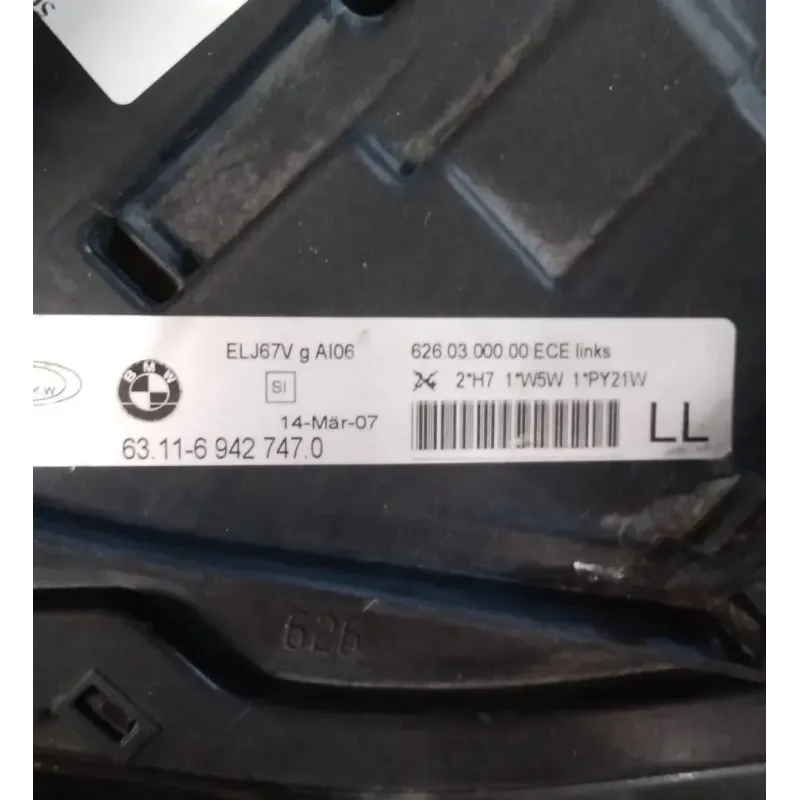 ELJ67V g AI06
626.03.000.00 ECE links
BMW
SI
2*H7 1*W5W 1*PY21W
14-Mär-07
63.11-6 942 747.0
LL
626